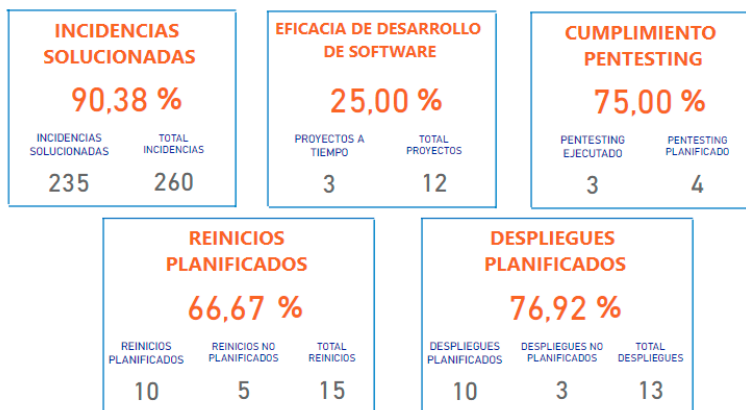 INCIDENCIAS
SOLUCIONADAS
90,38 %
INCIDENCIAS
SOLUCIONADAS
TOTAL
INCIDENCIAS
235
260
EFICACIA DE DESARROLLO
DE SOFTWARE
25,00 %
PROYECTOS A
TIEMPO
TOTAL
PROYECTOS
3
12
CUMPLIMIENTO
PENTESTING
75,00 %
PENTESTING
EJECUTADO
PENTESTING
PLANIFICADO
3
4
REINICIOS
PLANIFICADOS
66,67 %
REINICIOS
PLANIFICADOS
REINICIOS NO
PLANIFICADOS
TOTAL
REINICIOS
10
5
15
DESPLIEGUES
PLANIFICADOS
76,92 %
DESPLIEGUES
PLANIFICADOS
DESPLIEGUES NO
PLANIFICADOS
TOTAL
DESPLIEGUES
10
3
13